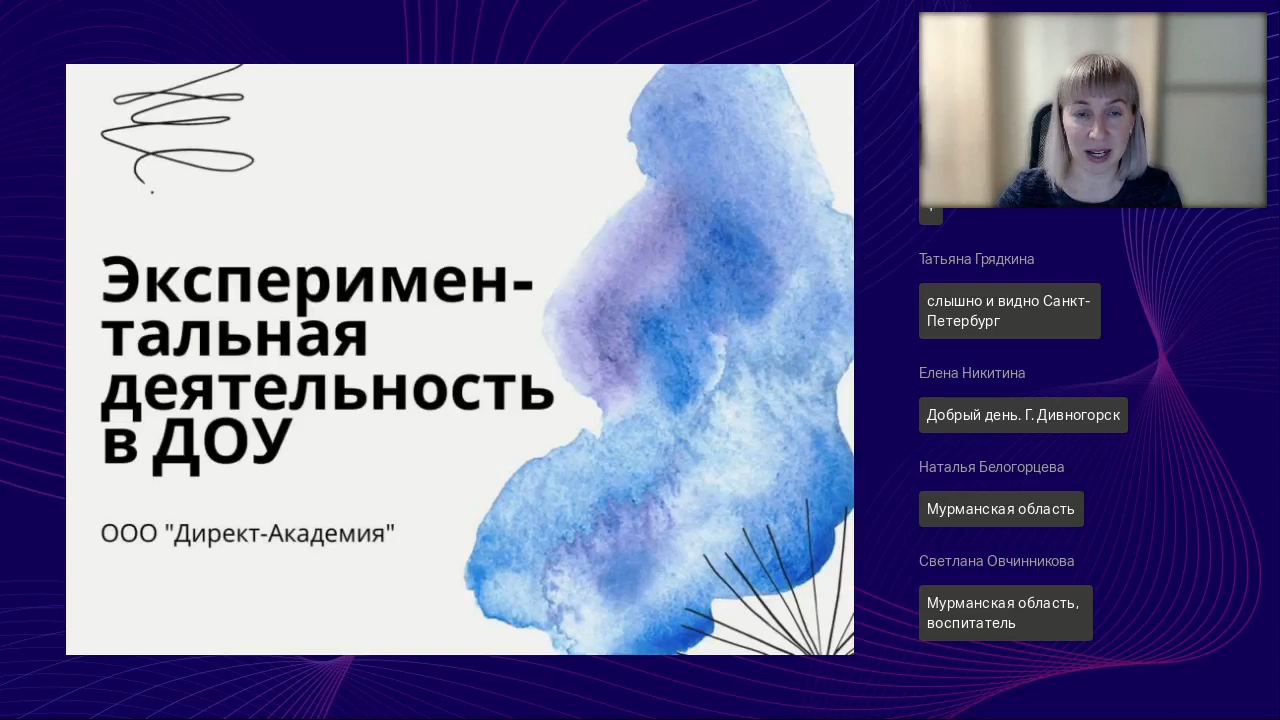 Эксперимен-
тальная
деятельность
в ДОУ
ООО "Директ-Академия"
Татьяна Грядкина
слышно и видно Санкт-
Петербург
Елена Никитина
Добрый день. Г. Дивногорск
Наталья Белогорцева
Мурманская область
Светлана Овчинникова
Мурманская область,
воспитатель